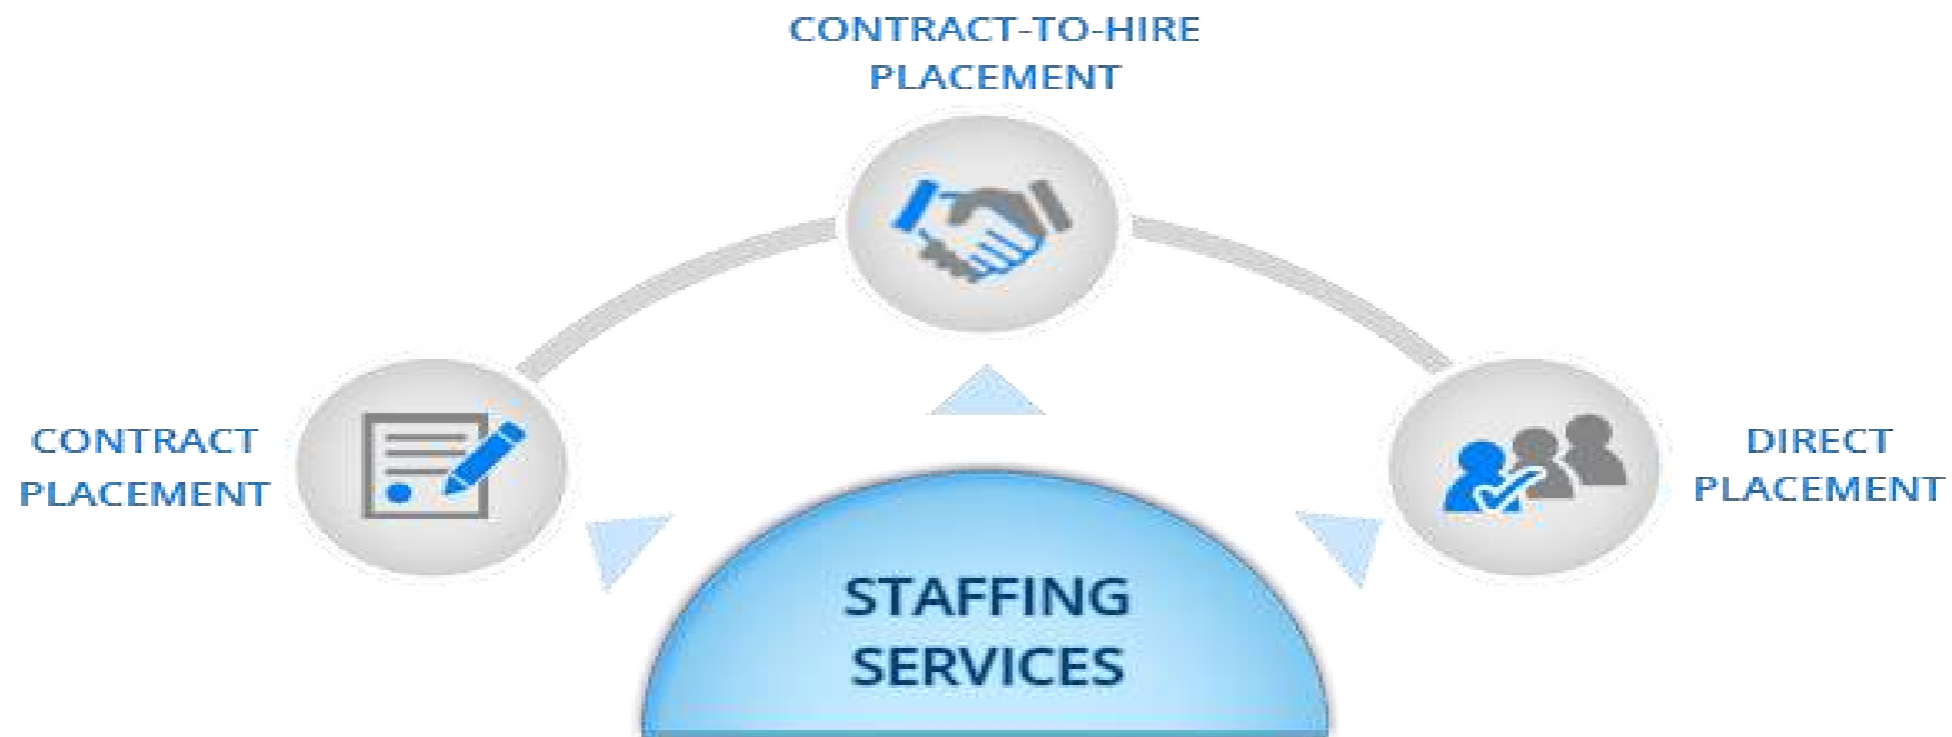 CONTRACT-TO-HIRE
PLACEMENT
CONTRACT
PLACEMENT
DIRECT
PLACEMENT
STAFFING
SERVICES